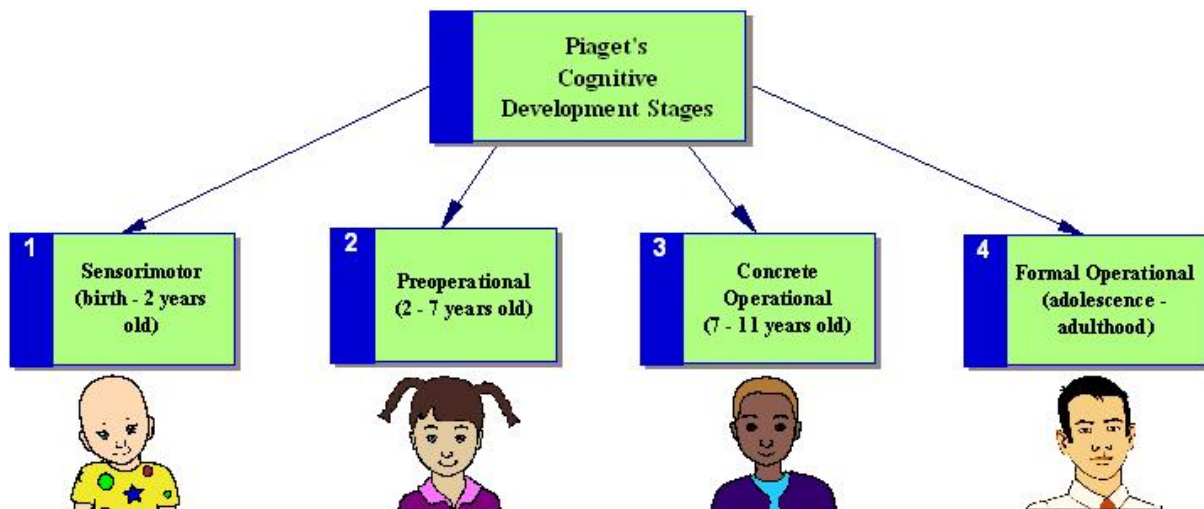 Piaget's
Cognitive
Development Stages
1
Sensorimotor
(birth - 2 years
old)
2
Preoperational
(2 - 7 years old)
3
Concrete
Operational
(7 - 11 years old)
4
Formal Operational
(adolescence -
adulthood)